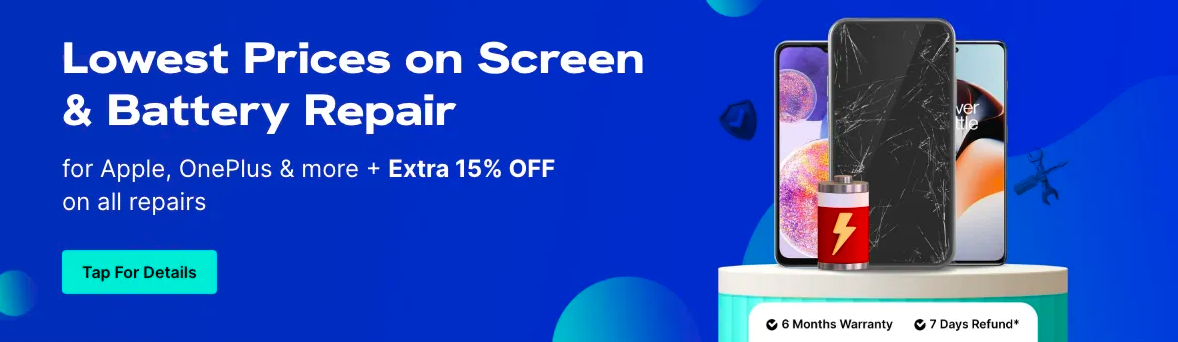 Lowest Prices on Screen
& Battery Repair
for Apple, OnePlus & more + Extra 15% OFF
on all repairs
Tap For Details
6 Months Warranty
7 Days Refund*